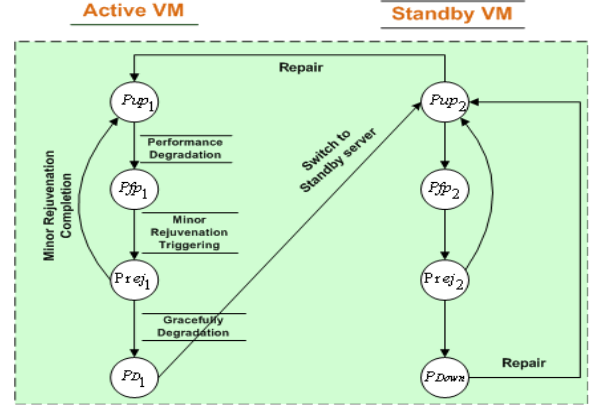 Active VM
Standby VM
Repair
Pup1
Pup2
Performance
Degradation
Switch to
Standby server
Minor Rejuvenation
Completion
Pfp1
Pfp2
Minor
Rejuvenation
Triggering
Prej1
Prej2
Gracefully
Degradation
PD1
PDown
Repair